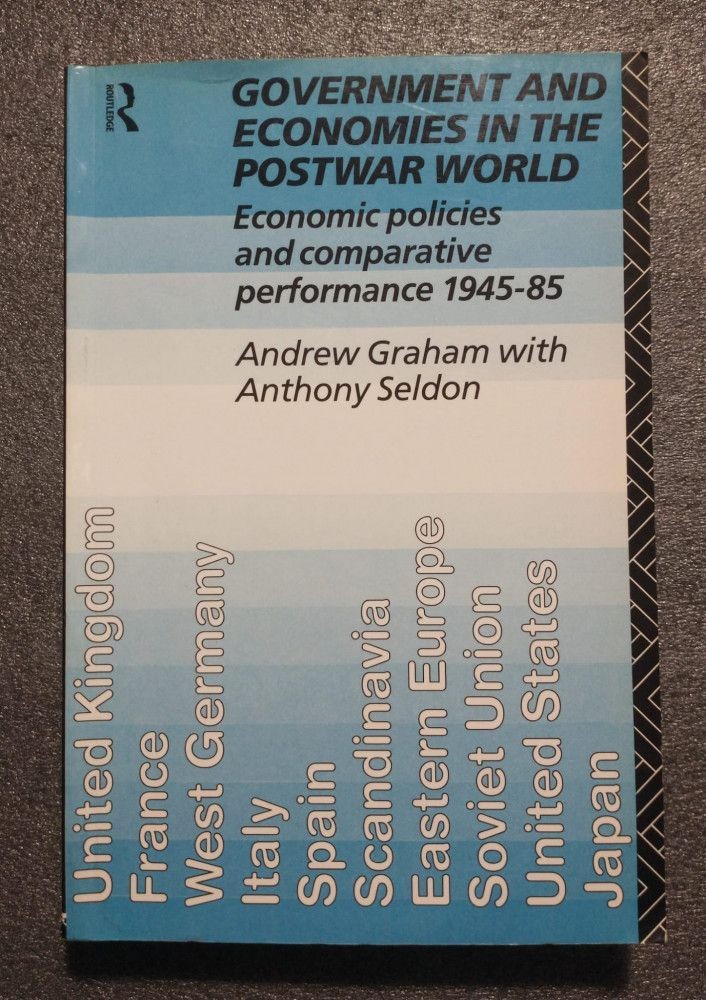 ROUTLEDGE
GOVERNMENT AND
ECONOMIES IN THE
POSTWAR WORLD
Economic policies
and comparative
performance 1945-85
Andrew Graham with
Anthony Seldon
United Kingdom
France
West Germany
Italy
Spain
Scandinavia
Eastern Europe
Soviet Union
United States
Japan